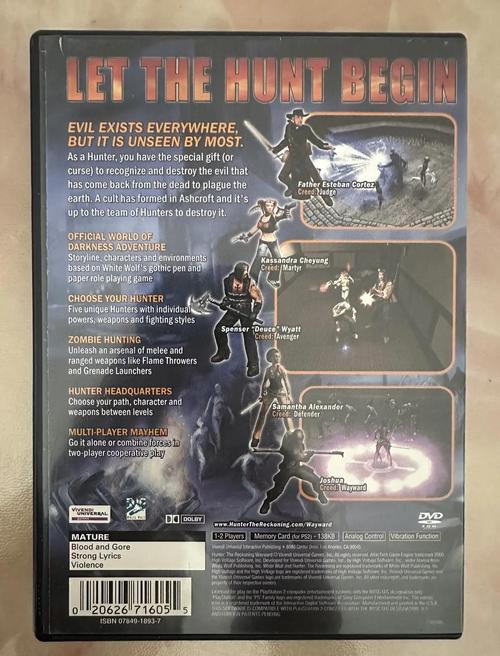 LET THE HUNT BEGIN
EVIL EXISTS EVERYWHERE,
BUT IT IS UNSEEN BY MOST.
As a Hunter, you have the special gift (or
curse) to recognize and destroy the evil that
has come back from the dead to plague the
earth. A cult has formed in Ashcroft and it's
up to the team of Hunters to destroy it.
Father Esteban Cortez
Creed: Judge
OFFICIAL WORLD OF
DARKNESS ADVENTURE
Storyline, characters and environments
based on White Wolf's gothic pen and
paper role playing game
Kassandra Cheyung
Creed: Martyr
CHOOSE YOUR HUNTER
Five unique Hunters with individual
powers, weapons and fighting styles
Spenser "Deuce" Wyatt
Creed: Avenger
ZOMBIE HUNTING
Unleash an arsenal of melee and
ranged weapons like Flame Throwers
and Grenade Launchers
HUNTER HEADQUARTERS
Choose your path, character and
weapons between levels
Samantha Alexander
Creed: Defender
MULTI-PLAYER MAYHEM
Go it alone or combine forces in
two-player cooperative play
Joshua
Creed: Wayward
VIVENDI
UNIVERSAL
games
DOLBY
www.HunterTheReckoning.com/Wayward
DVD
1-2 Players Memory Card (for PS2) - 138KB Analog Control Vibration Function
MATURE
Blood and Gore
Strong Lyrics
Violence
0 20626 71605 5
ISBN 07849-1893-7